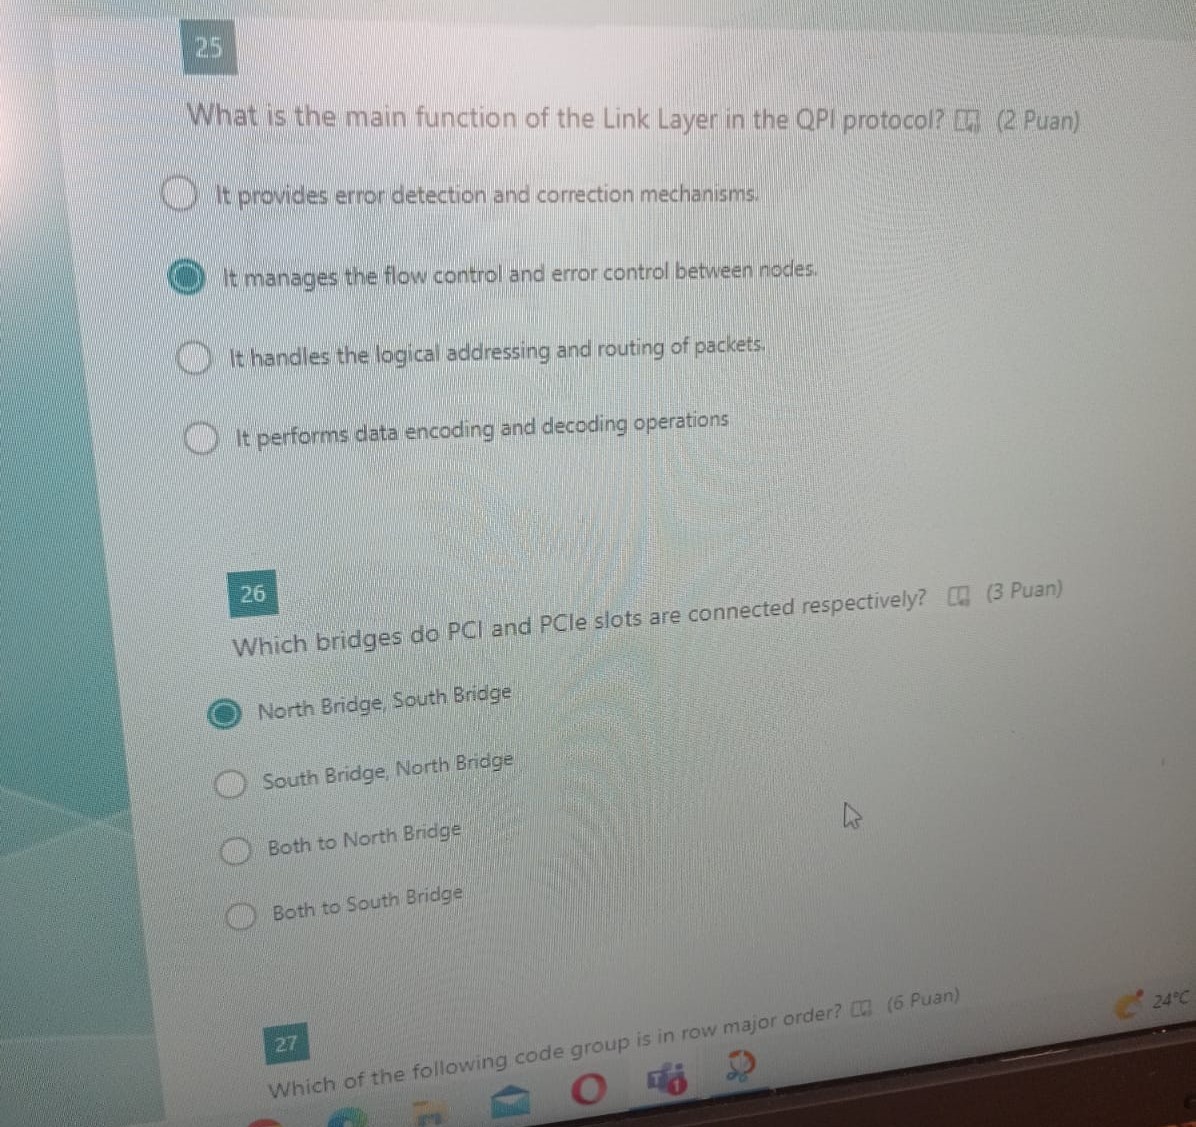 25
What is the main function of the Link Layer in the QPI protocol? (2 Puan)
It provides error detection and correction mechanisms.
It manages the flow control and error control between nodes.
It handles the logical addressing and routing of packets.
It performs data encoding and decoding operations
26
Which bridges do PCI and PCIe slots are connected respectively? (3 Puan)
North Bridge, South Bridge
South Bridge, North Bridge
Both to North Bridge
Both to South Bridge
27
Which of the following code group is in row major order? (6 Puan)
24°C
1